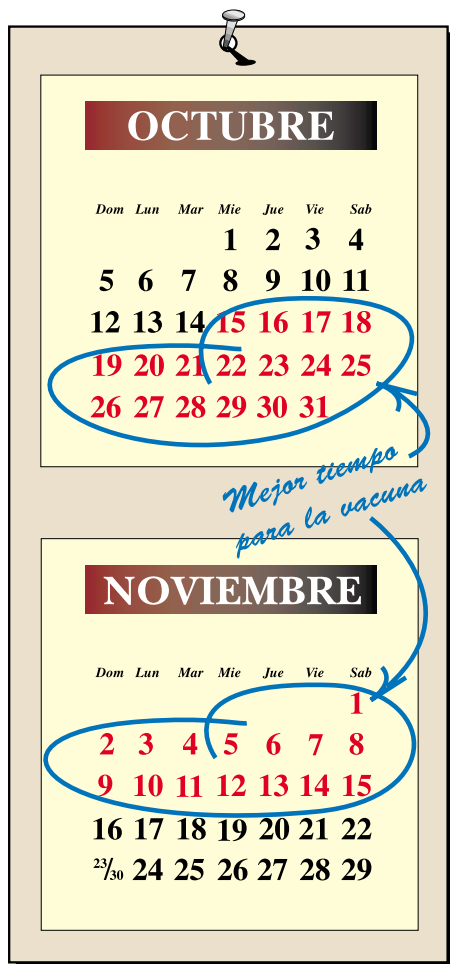 OCTUBRE
Dom Lun Mar Mie Jue Vie Sab
1 2 3 4
5 6 7 8 9 10 11
12 13 14 15 16 17 18
19 20 21 22 23 24 25
26 27 28 29 30 31
Mejor tiempo
para la vacuna
NOVIEMBRE
Dom Lun Mar Mie Jue Vie Sab
1
2 3 4 5 6 7 8
9 10 11 12 13 14 15
16 17 18 19 20 21 22
23/30 24 25 26 27 28 29